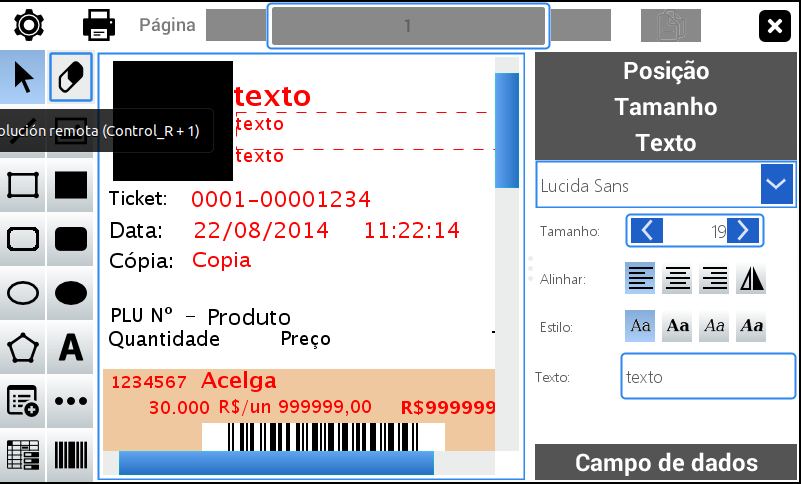 Página
1
Posição
Tamanho
Texto
Lucida Sans
Tamanho: 19
Alinhar:
Estilo: Aa Aa Aa Aa
Texto: texto
Campo de dados
olución remota (Control_R + 1)
A
texto
texto
texto
Ticket: 0001-00001234
Data: 22/08/2014 11:22:14
Cópia: Copia
PLU Nº - Produto
Quantidade Preço
1234567 Acelga
30.000 R$/un 999999,00 R$999999